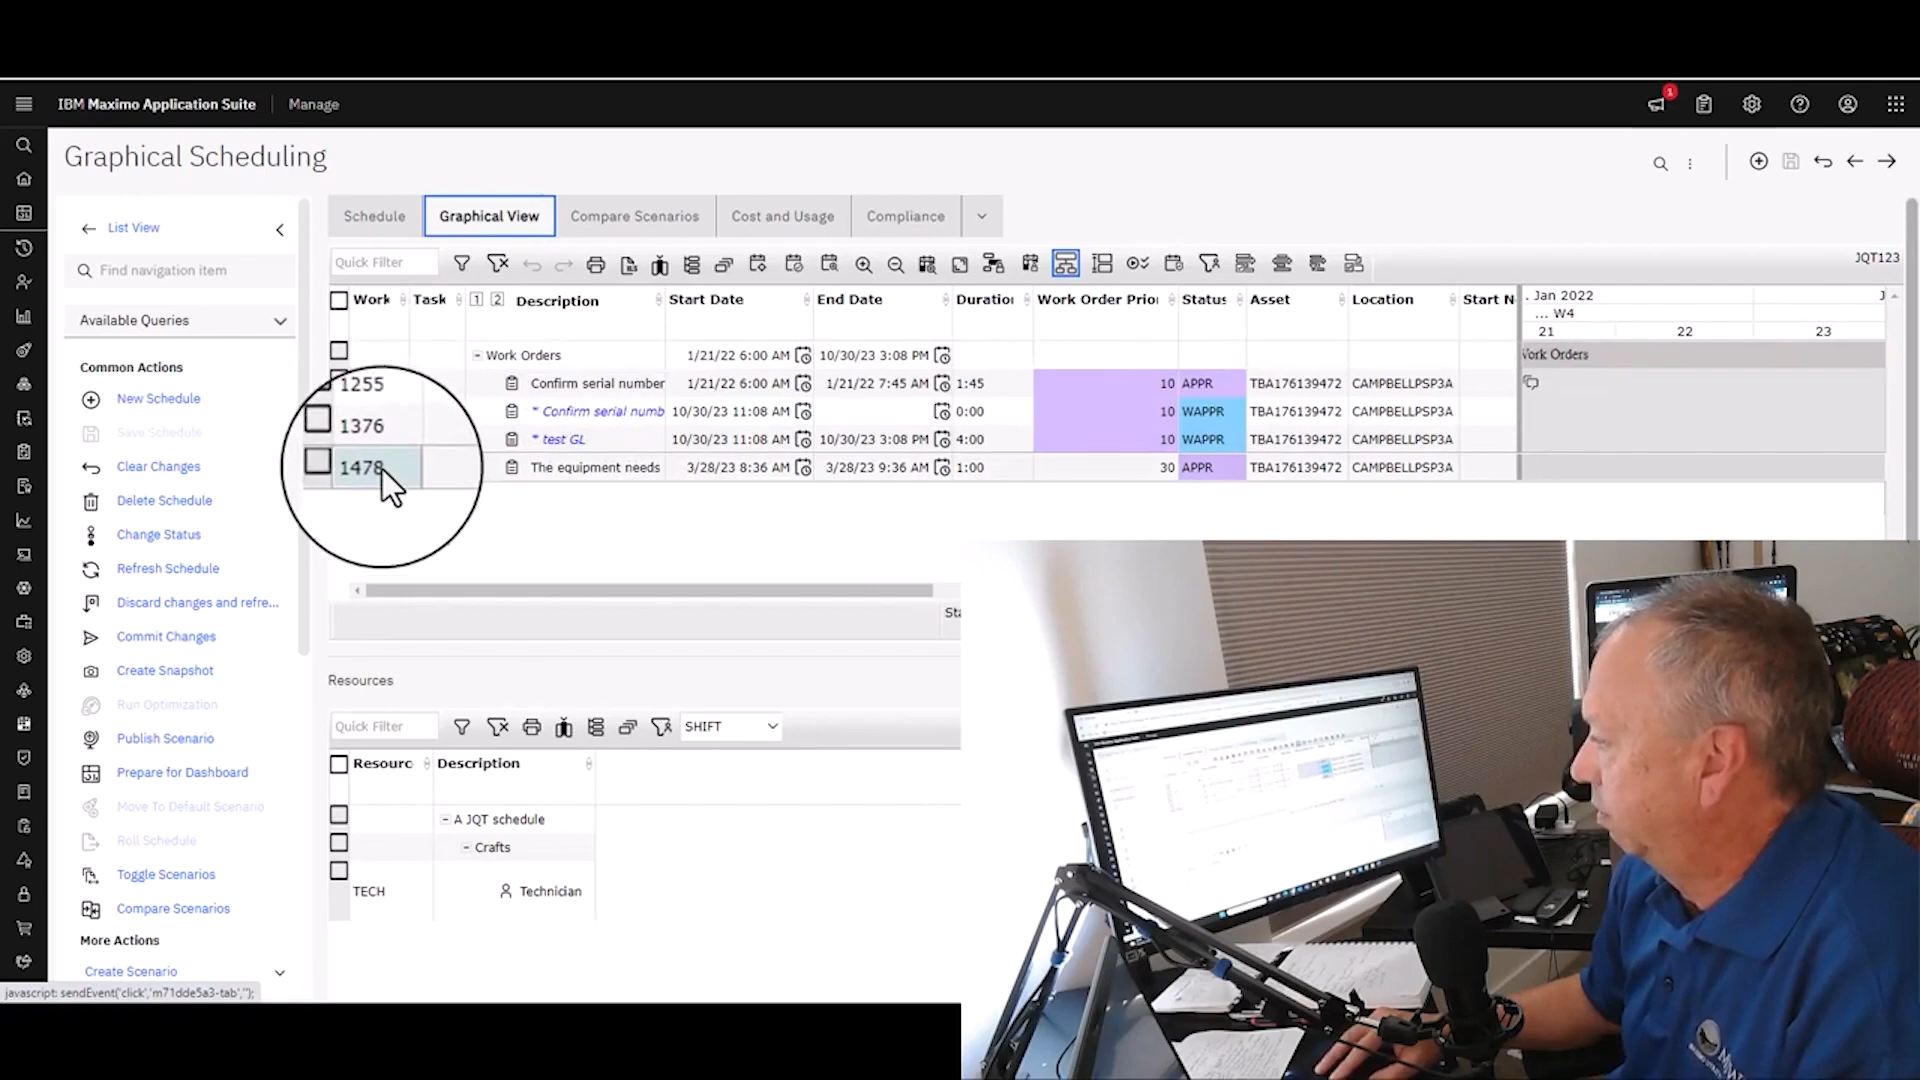 IBM Maximo Application Suite
Manage
1
Graphical Scheduling
List View
Find navigation item
Available Queries
Common Actions
New Schedule
Save Schedule
Clear Changes
Delete Schedule
Change Status
Refresh Schedule
Discard changes and refre...
Commit Changes
Create Snapshot
Run Optimization
Publish Scenario
Prepare for Dashboard
Move To Default Scenario
Roll Schedule
Toggle Scenarios
Compare Scenarios
More Actions
Create Scenario
javascript: sendEvent('click','m71dde5a3-tab','');
Schedule Graphical View Compare Scenarios Cost and Usage Compliance
Quick Filter
JQT123
Work Task 1 2 Description Start Date End Date Duration Work Order Prior Status Asset Location Start N
. Jan 2022
... W4
21 22 23
Work Orders 1/21/22 6:00 AM 10/30/23 3:08 PM
Work Orders
1255 Confirm serial number 1/21/22 6:00 AM 1/21/22 7:45 AM 1:45 10 APPR TBA176139472 CAMPBELLPSP3A
* Confirm serial numb 10/30/23 11:08 AM 0:00 10 WAPPR TBA176139472 CAMPBELLPSP3A
1376 * test GL 10/30/23 11:08 AM 10/30/23 3:08 PM 4:00 10 WAPPR TBA176139472 CAMPBELLPSP3A
1478 The equipment needs 3/28/23 8:36 AM 3/28/23 9:36 AM 1:00 30 APPR TBA176139472 CAMPBELLPSP3A
Sta
Resources
Quick Filter
SHIFT
Resourc Description
A JQT schedule
Crafts
TECH Technician